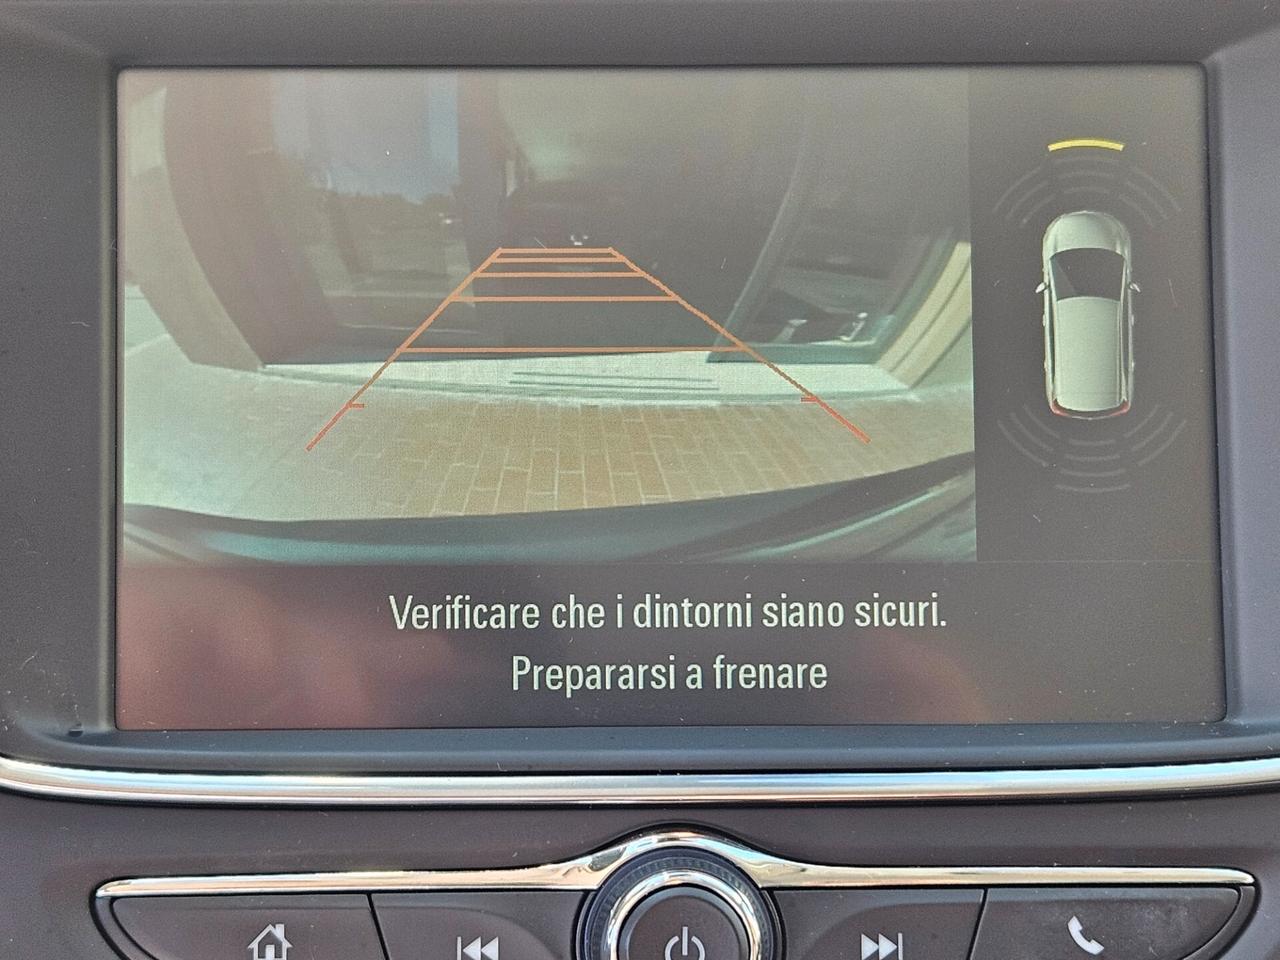 Verificare che i dintorni siano sicuri.
Prepararsi a frenare